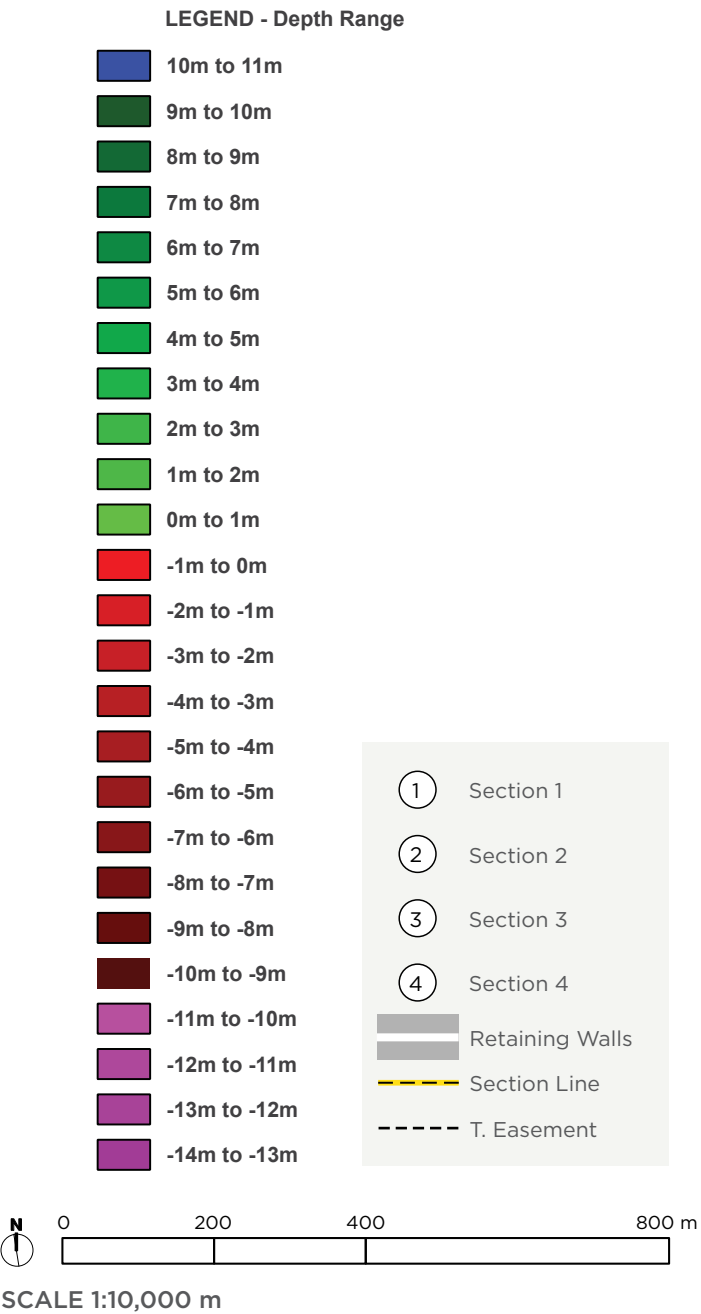 LEGEND - Depth Range
10m to 11m
9m to 10m
8m to 9m
7m to 8m
6m to 7m
5m to 6m
4m to 5m
3m to 4m
2m to 3m
1m to 2m
0m to 1m
-1m to 0m
-2m to -1m
-3m to -2m
-4m to -3m
-5m to -4m
-6m to -5m
-7m to -6m
-8m to -7m
-9m to -8m
-10m to -9m
-11m to -10m
-12m to -11m
-13m to -12m
-14m to -13m
1 Section 1
2 Section 2
3 Section 3
4 Section 4
Retaining Walls
Section Line
T. Easement
N 0 200 400 800 m
SCALE 1:10,000 m